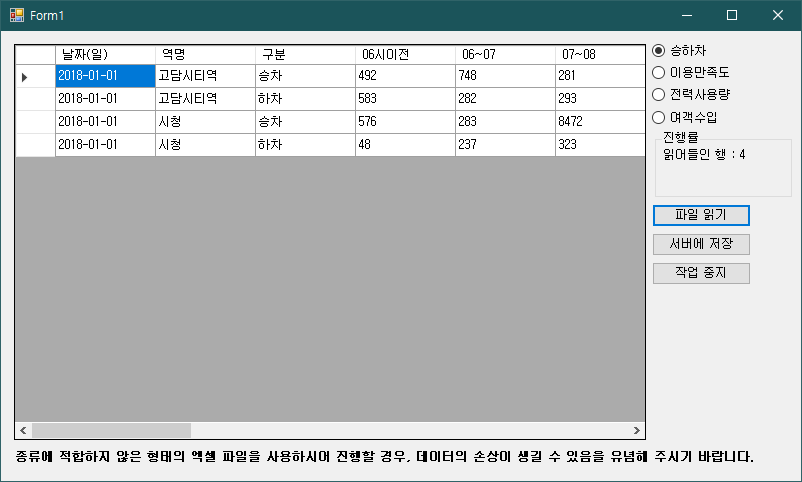 Form1
날짜(일) 역명 구분 06시이전 06~07 07~08
2018-01-01 고담시티역 승차 492 748 281
2018-01-01 고담시티역 하차 583 282 293
2018-01-01 시청 승차 576 283 8472
2018-01-01 시청 하차 48 237 323
승하차
이용만족도
전력사용량
여객수입
진행률
읽어들인 행 : 4
파일 읽기
서버에 저장
작업 중지
종류에 적합하지 않은 형태의 엑셀 파일을 사용하시어 진행할 경우, 데이터의 손상이 생길 수 있음을 유념해 주시기 바랍니다.